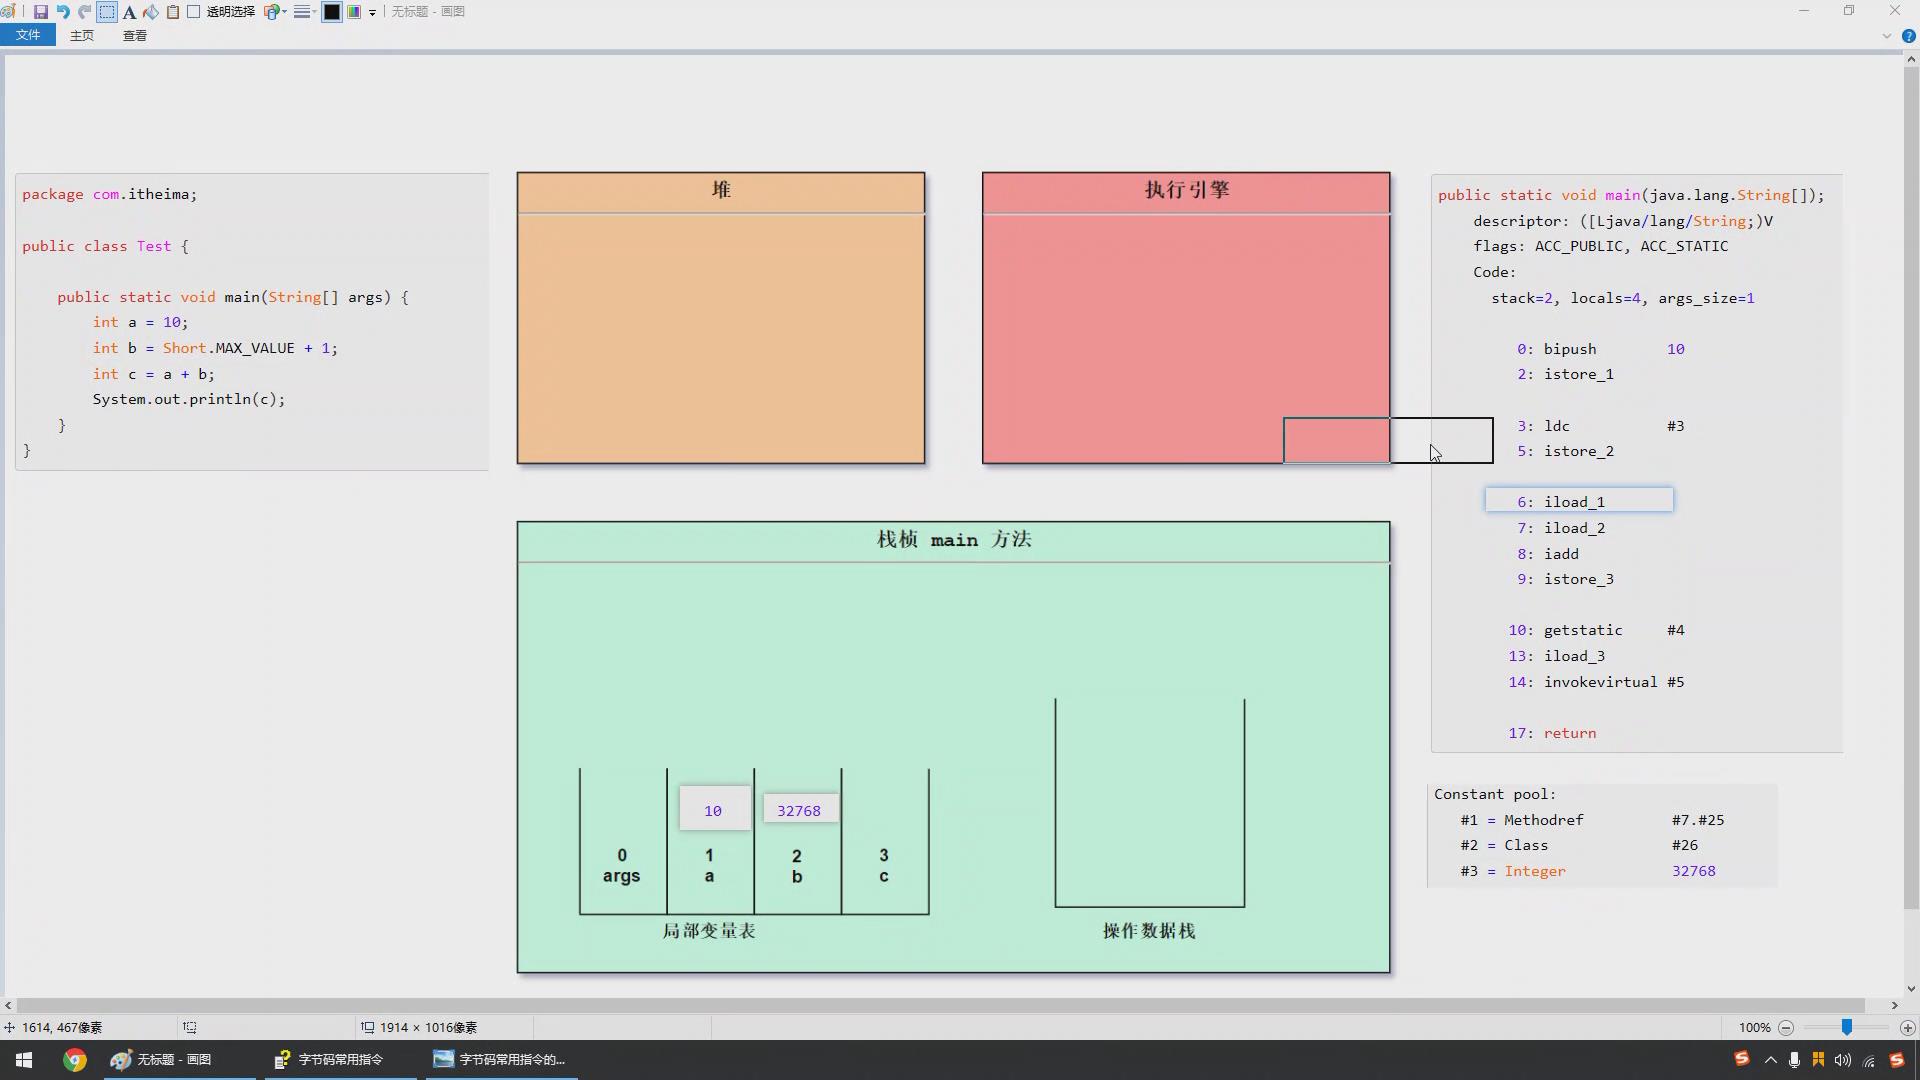 透明选择
无标题 - 画图
文件 主页 查看
package com.itheima;
public class Test {
public static void main(String[] args) {
int a = 10;
int b = Short.MAX_VALUE + 1;
int c = a + b;
System.out.println(c);
}
}
堆
执行引擎
public static void main(java.lang.String[]);
descriptor: ([Ljava/lang/String;)V
flags: ACC_PUBLIC, ACC_STATIC
Code:
stack=2, locals=4, args_size=1
0: bipush 10
2: istore_1
3: ldc #3
5: istore_2
6: iload_1
7: iload_2
8: iadd
9: istore_3
10: getstatic #4
13: iload_3
14: invokevirtual #5
17: return
栈桢 main 方法
10 32768
0 1 2 3
args a b c
局部变量表
操作数据栈
Constant pool:
#1 = Methodref #7.#25
#2 = Class #26
#3 = Integer 32768
1614, 467像素
1914 × 1016像素
100%
无标题 - 画图
字节码常用指令
字节码常用指令的...